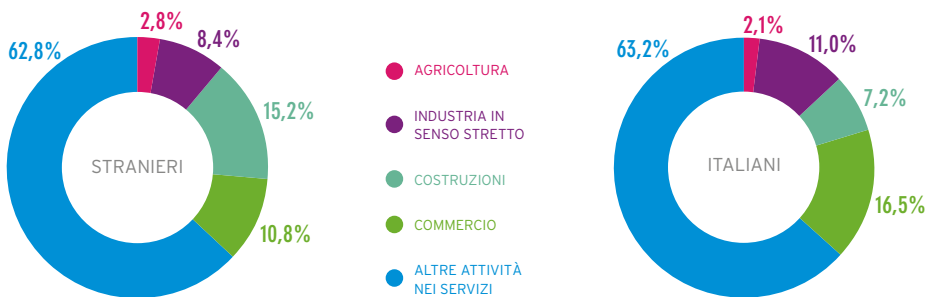 2,8%
8,4%
62,8%
15,2%
STRANIERI
10,8%
AGRICOLTURA
INDUSTRIA IN
SENSO STRETTO
COSTRUZIONI
COMMERCIO
ALTRE ATTIVITÀ
NEI SERVIZI
2,1%
11,0%
63,2%
7,2%
ITALIANI
16,5%